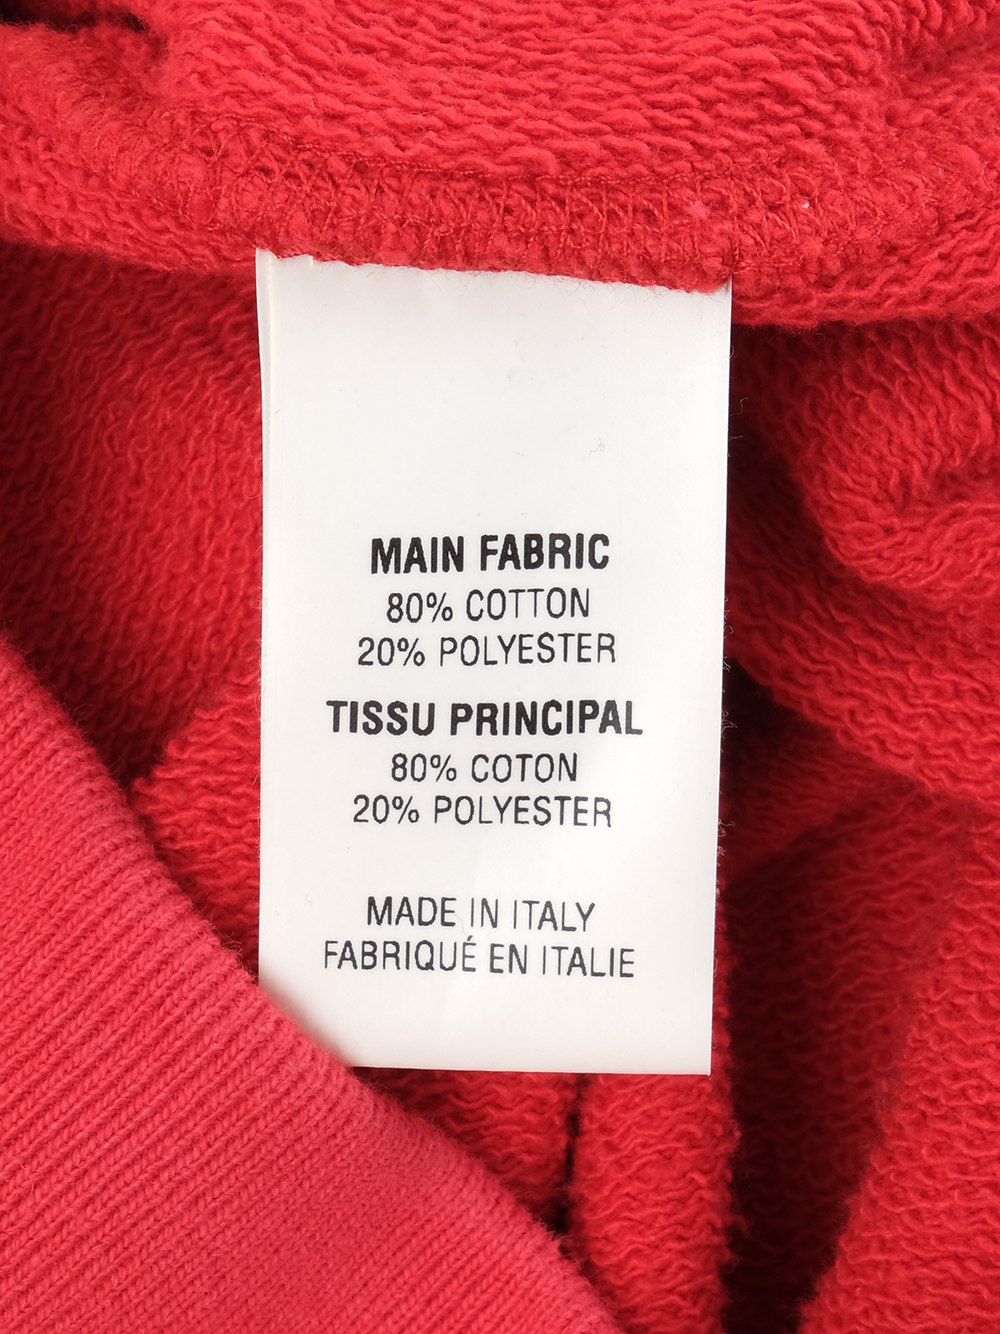 MAIN FABRIC
80% COTTON
20% POLYESTER
TISSU PRINCIPAL
80% COTON
20% POLYESTER
MADE IN ITALY
FABRIQUÉ EN ITALIE